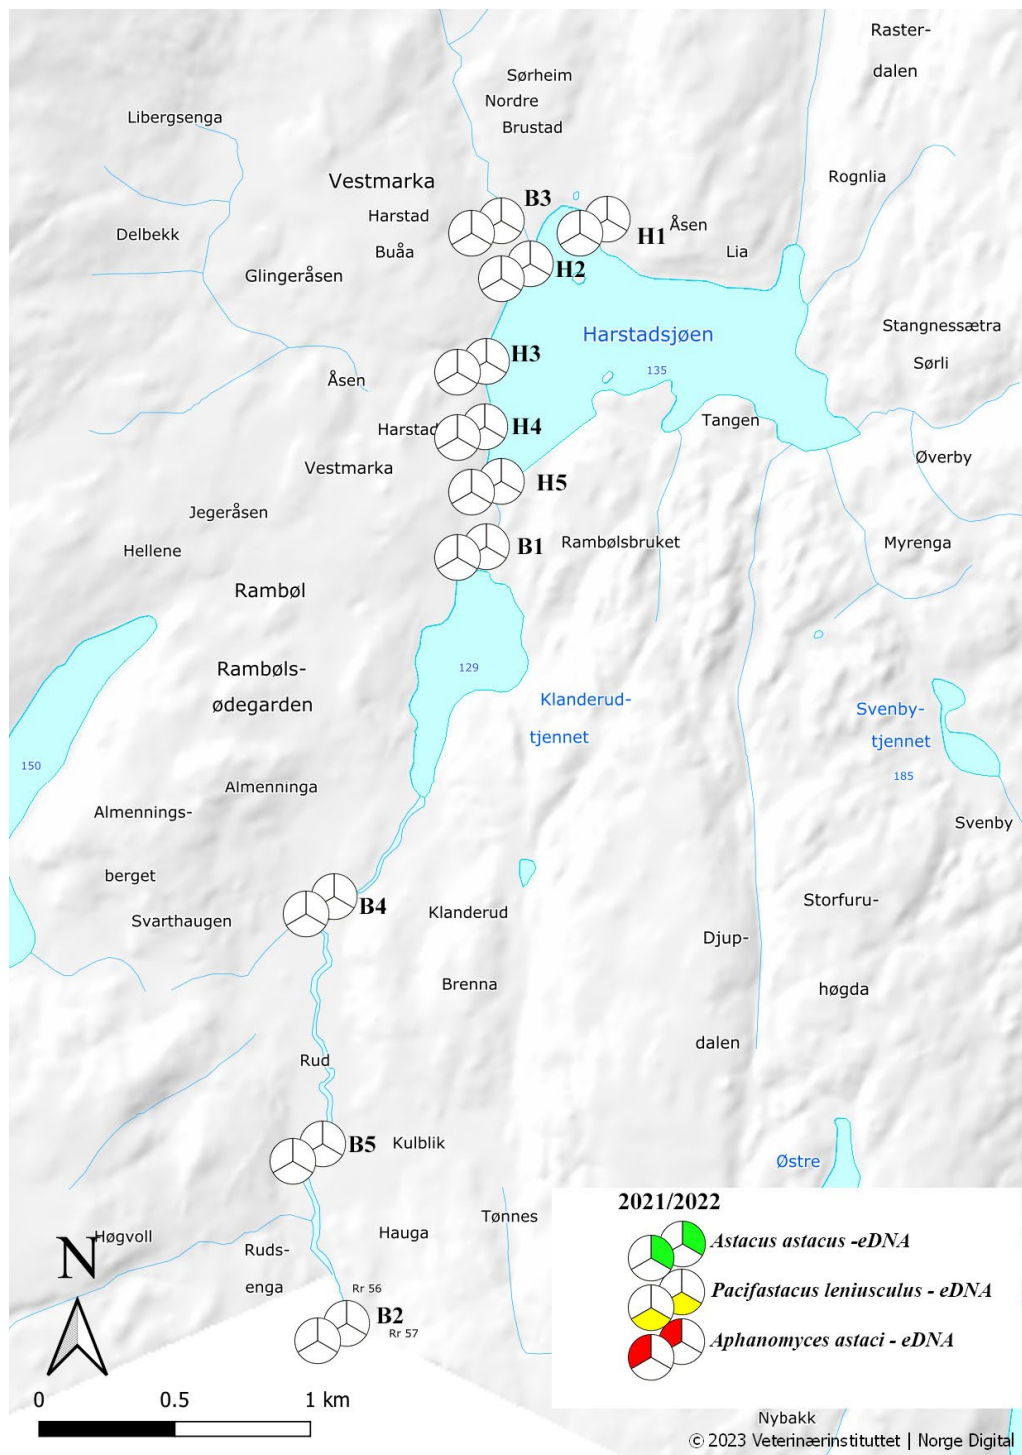 Raster-
dalen
Sørheim
Nordre
Brustad
Libergsenga
Vestmarka
Rognlia
B3
Harstad
Åsen
H1
Delbekk
Buåa
Lia
H2
Glingeråsen
Stangnessætra
Harstadsjøen
H3
Sørli
135
Åsen
Tangen
Harstad
H4
Øverby
Vestmarka
H5
Jegeråsen
Rambølsbruket
B1
Myrenga
Hellene
Rambøl
Rambøls-
ødegarden
129
Klanderud-
tjennet
Svenby-
tjennet
150
185
Almenninga
Almennings-
berget
Svenby
Svarthaugen
B4
Klanderud
Storfuru-
høgda
Djup-
dalen
Brenna
Rud
B5
Kulblik
Østre
2021/2022
Tønnes
N
Høgvoll
Hauga
Astacus astacus -eDNA
Ruds-
enga
Rr 56
Pacifastacus leniusculus - eDNA
B2
Rr 57
Aphanomyces astaci - eDNA
0 0.5 1 km
Nybakk
© 2023 Veterinærinstituttet | Norge Digital